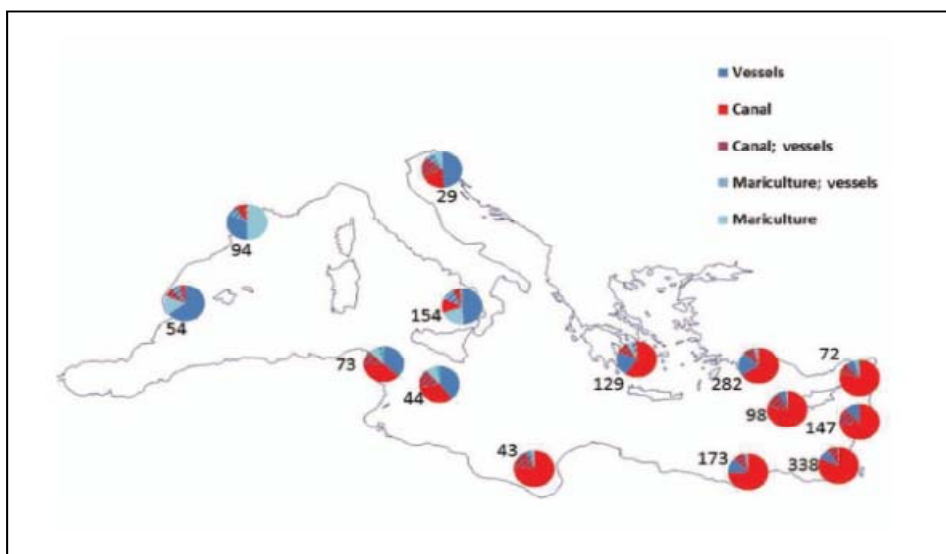 Vessels
Canal
Canal; vessels
Mariculture; vessels
Mariculture
29
94
54
154
73
44
129
282
72
98
147
43
173
338